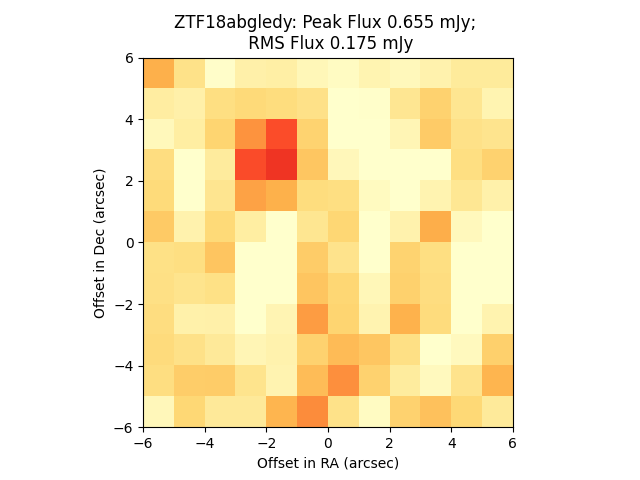 ZTF18abgledy: Peak Flux 0.655 mJy;
RMS Flux 0.175 mJy
6
4
2
0
−2
−4
−6
Offset in Dec (arcsec)
−6 −4 −2 0 2 4 6
Offset in RA (arcsec)